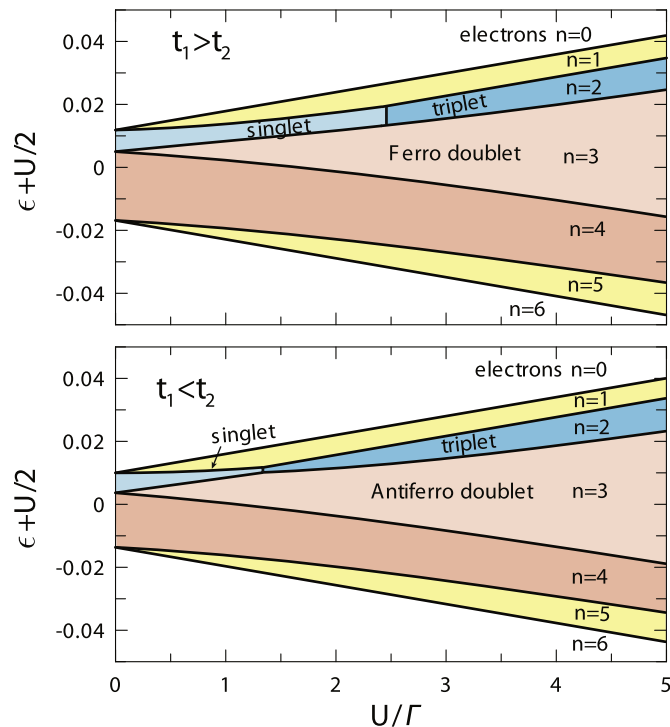 0.04
0.02
0
-0.02
-0.04
ϵ+U/2
t₁>t₂
electrons n=0
n=1
n=2
triplet
singlet
Ferro doublet
n=3
n=4
n=5
n=6
0.04
0.02
0
-0.02
-0.04
ϵ+U/2
t₁<t₂
electrons n=0
n=1
singlet
n=2
triplet
Antiferro doublet
n=3
n=4
n=5
n=6
0 1 2 3 4 5
U/Γ